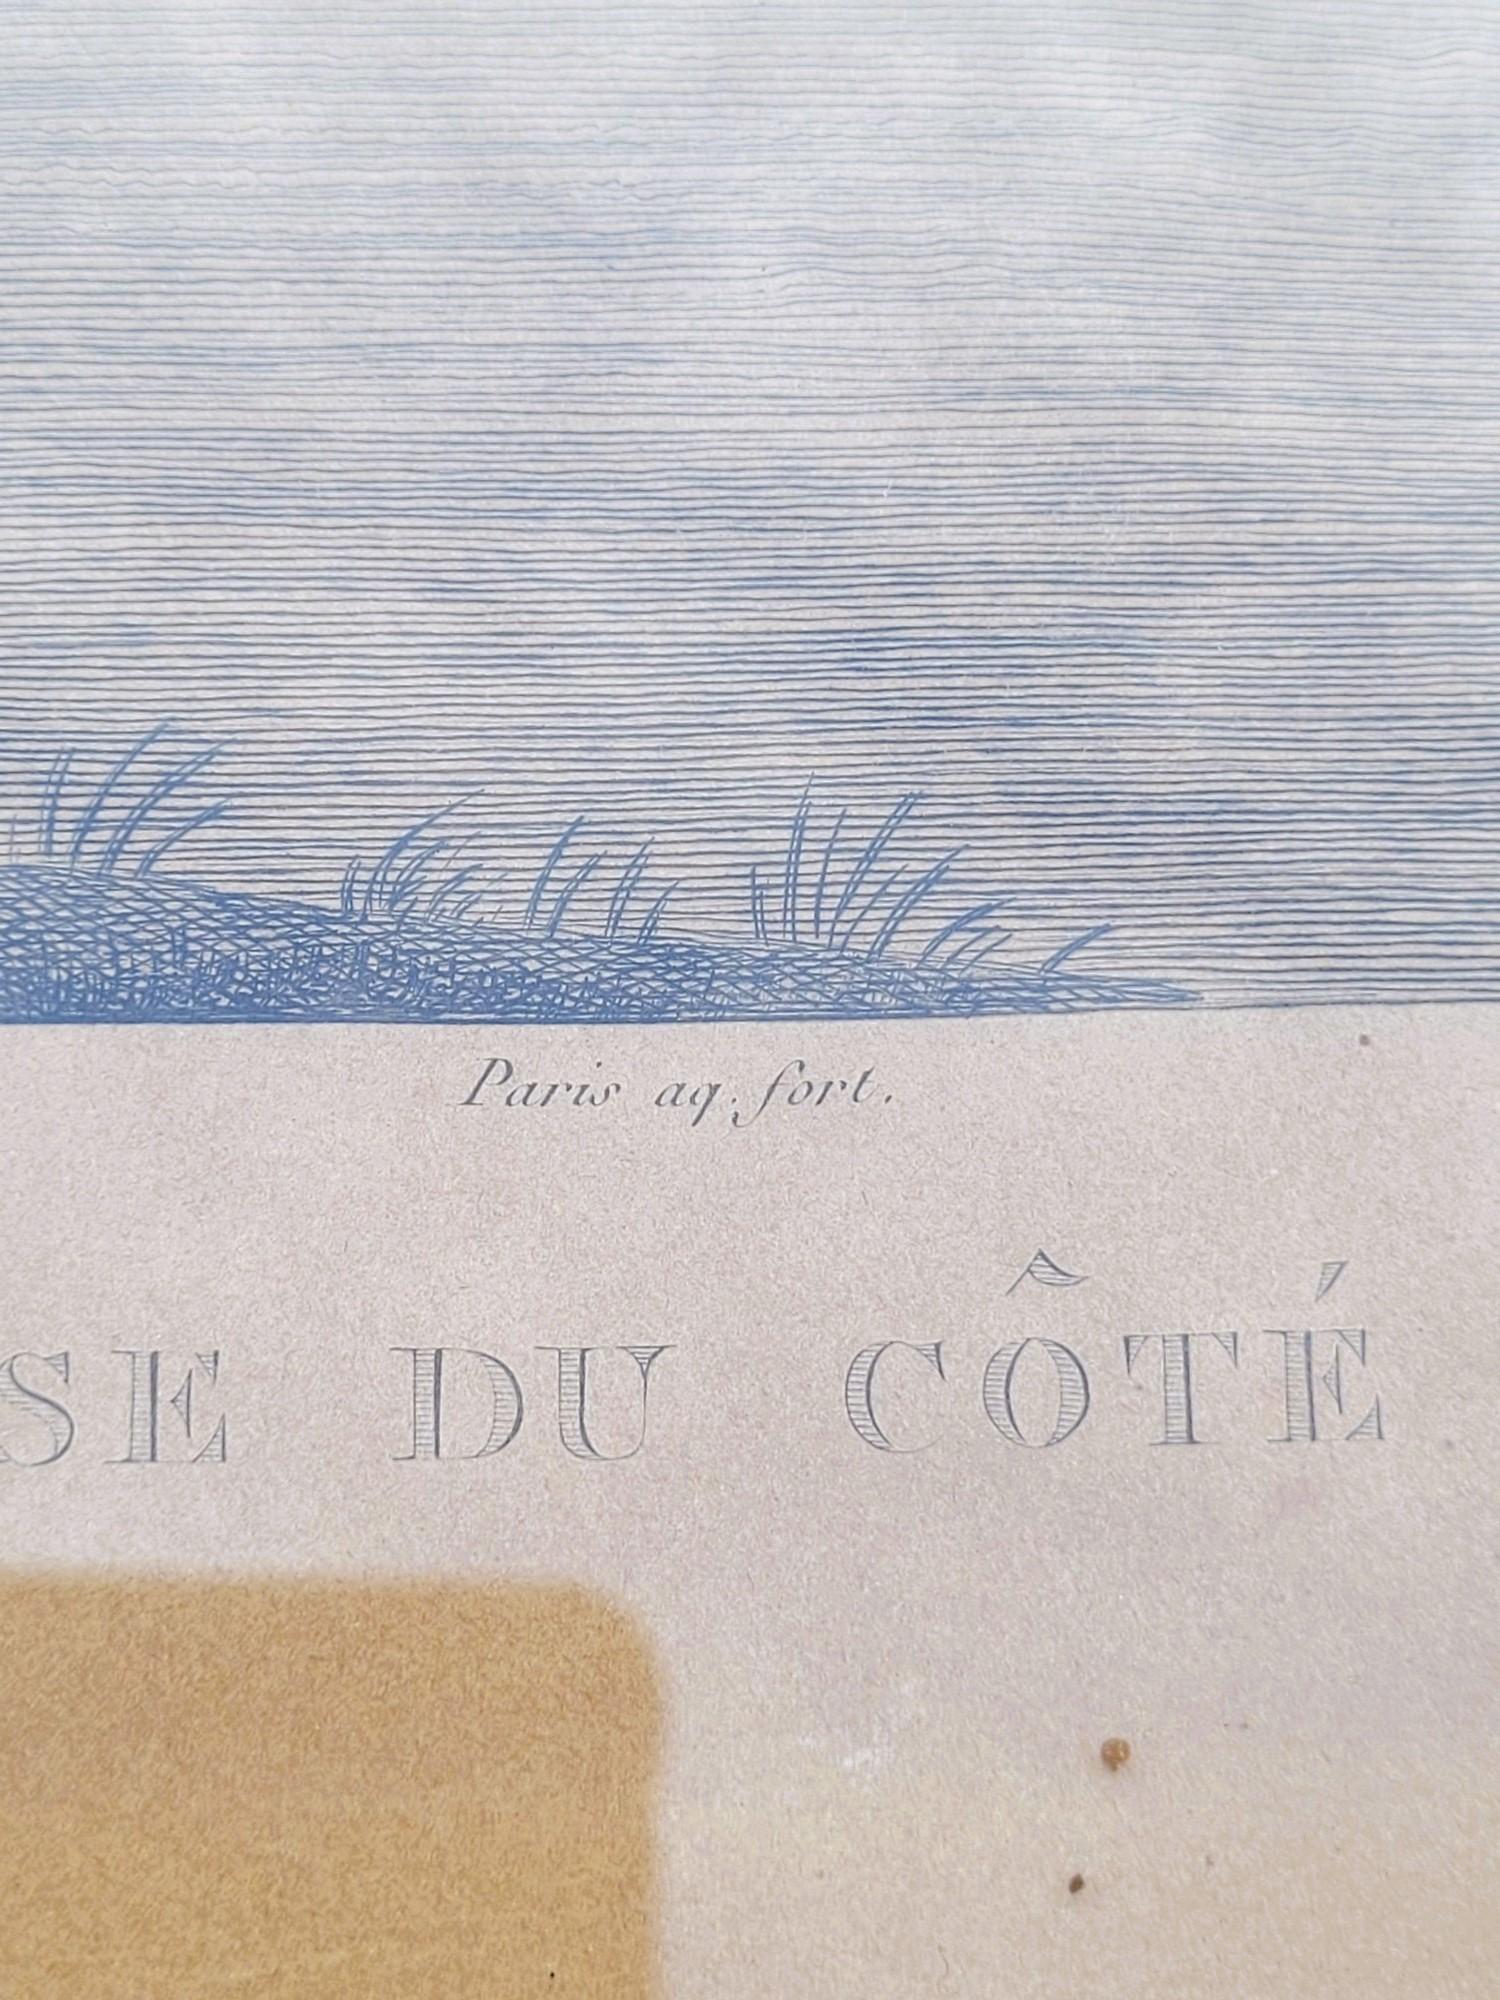 Paris aq. fort.
SE DU CÔTÉ